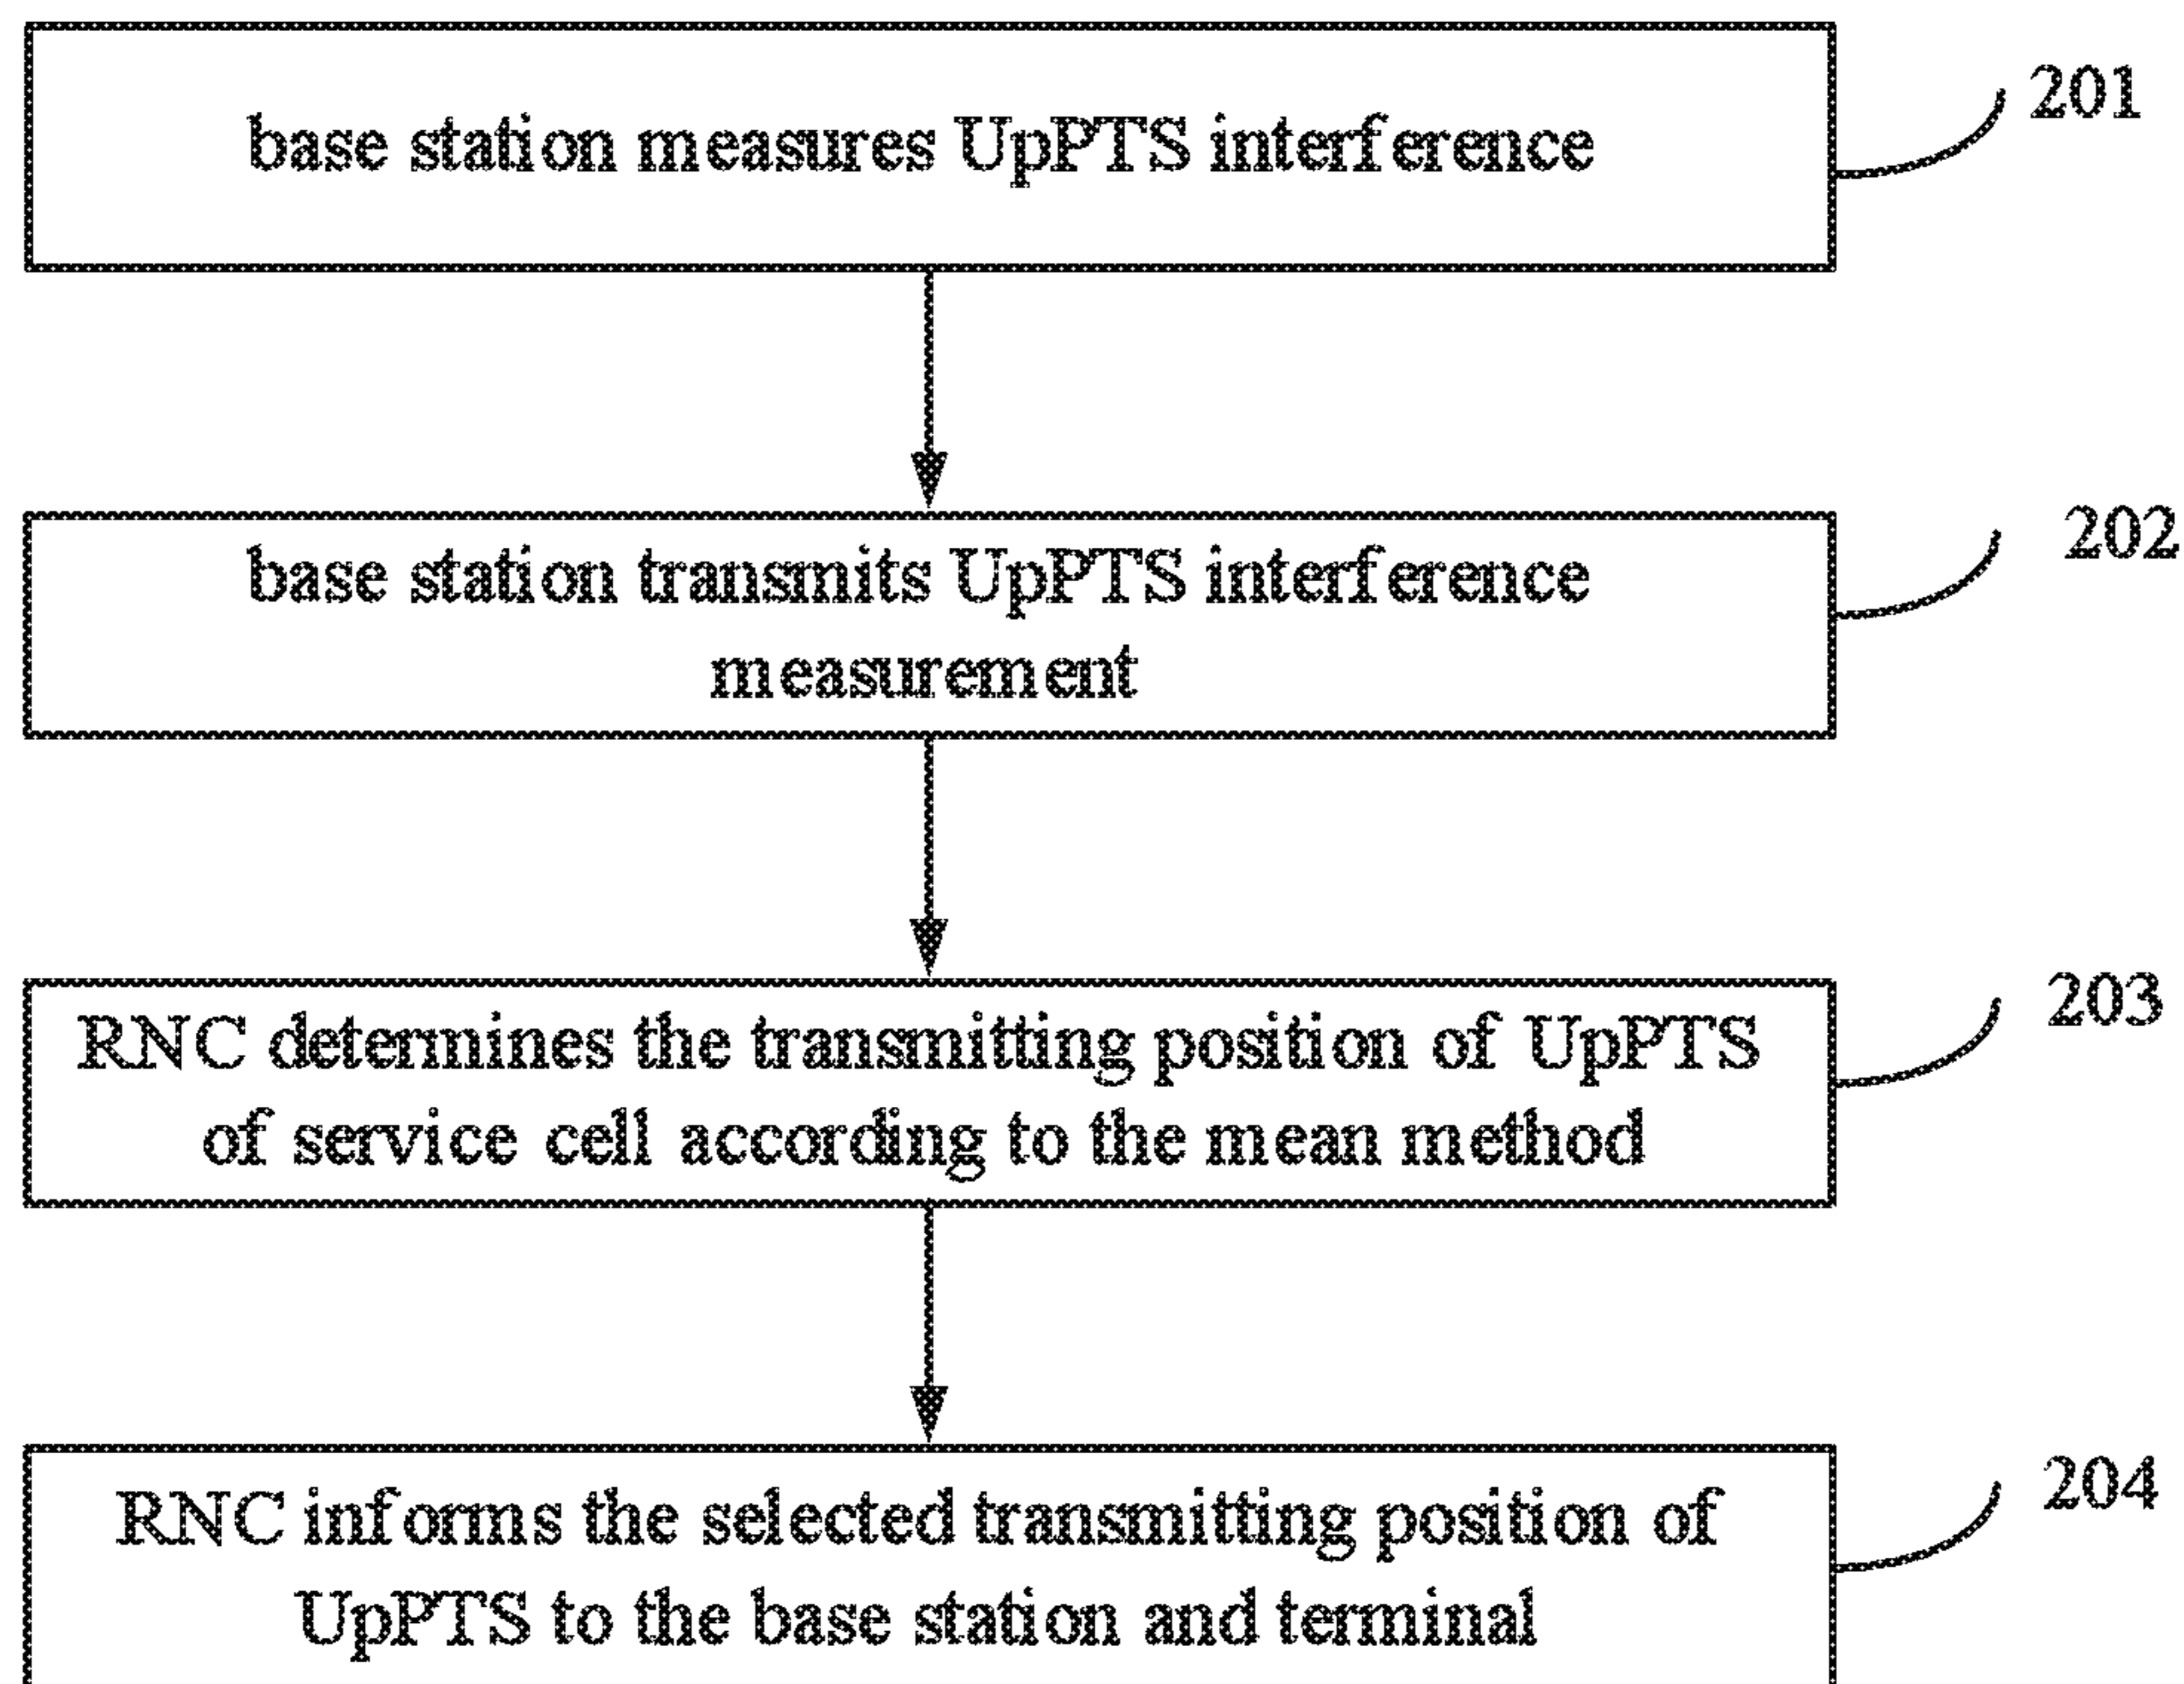 base station measures UpPTS interference
201
base station transmits UpPTS interference
measurement
202
RNC determines the transmitting position of UpPTS
of service cell according to the mean method
203
RNC informs the selected transmitting position of
UpPTS to the base station and terminal
204